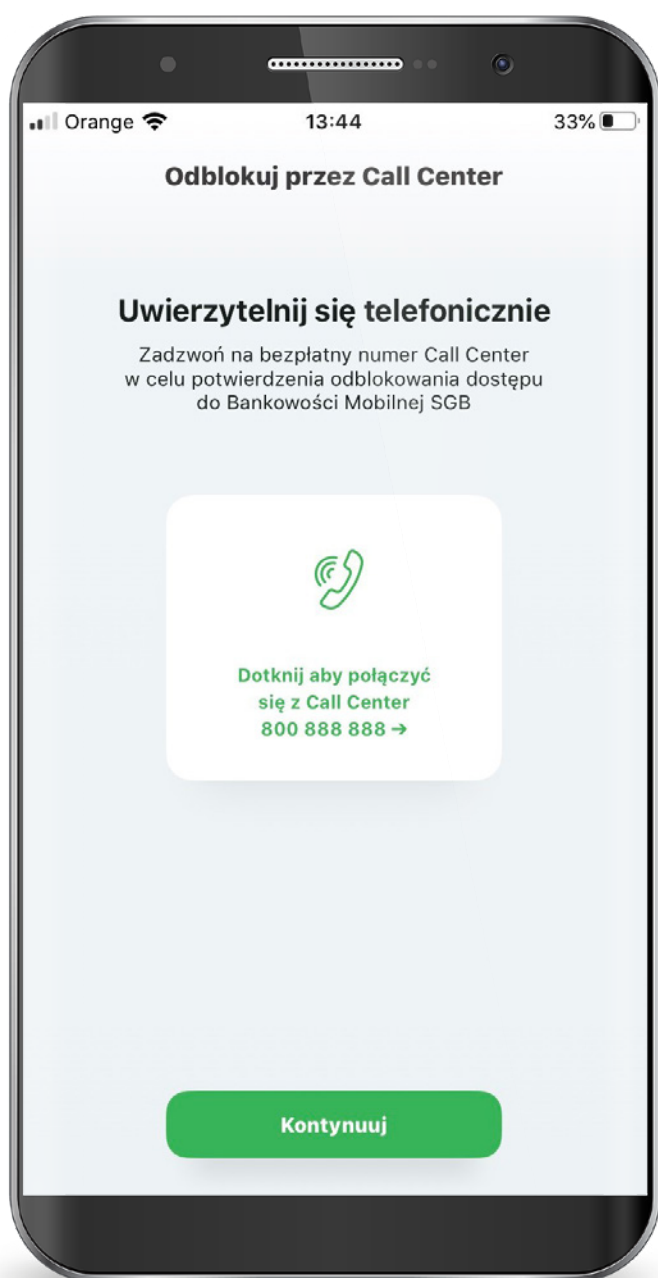 Orange 13:44 33%
Odblokuj przez Call Center
Uwierzytelnij się telefonicznie
Zadzwoń na bezpłatny numer Call Center
w celu potwierdzenia odblokowania dostępu
do Bankowości Mobilnej SGB
Dotknij aby połączyć
się z Call Center
800 888 888 →
Kontynuuj